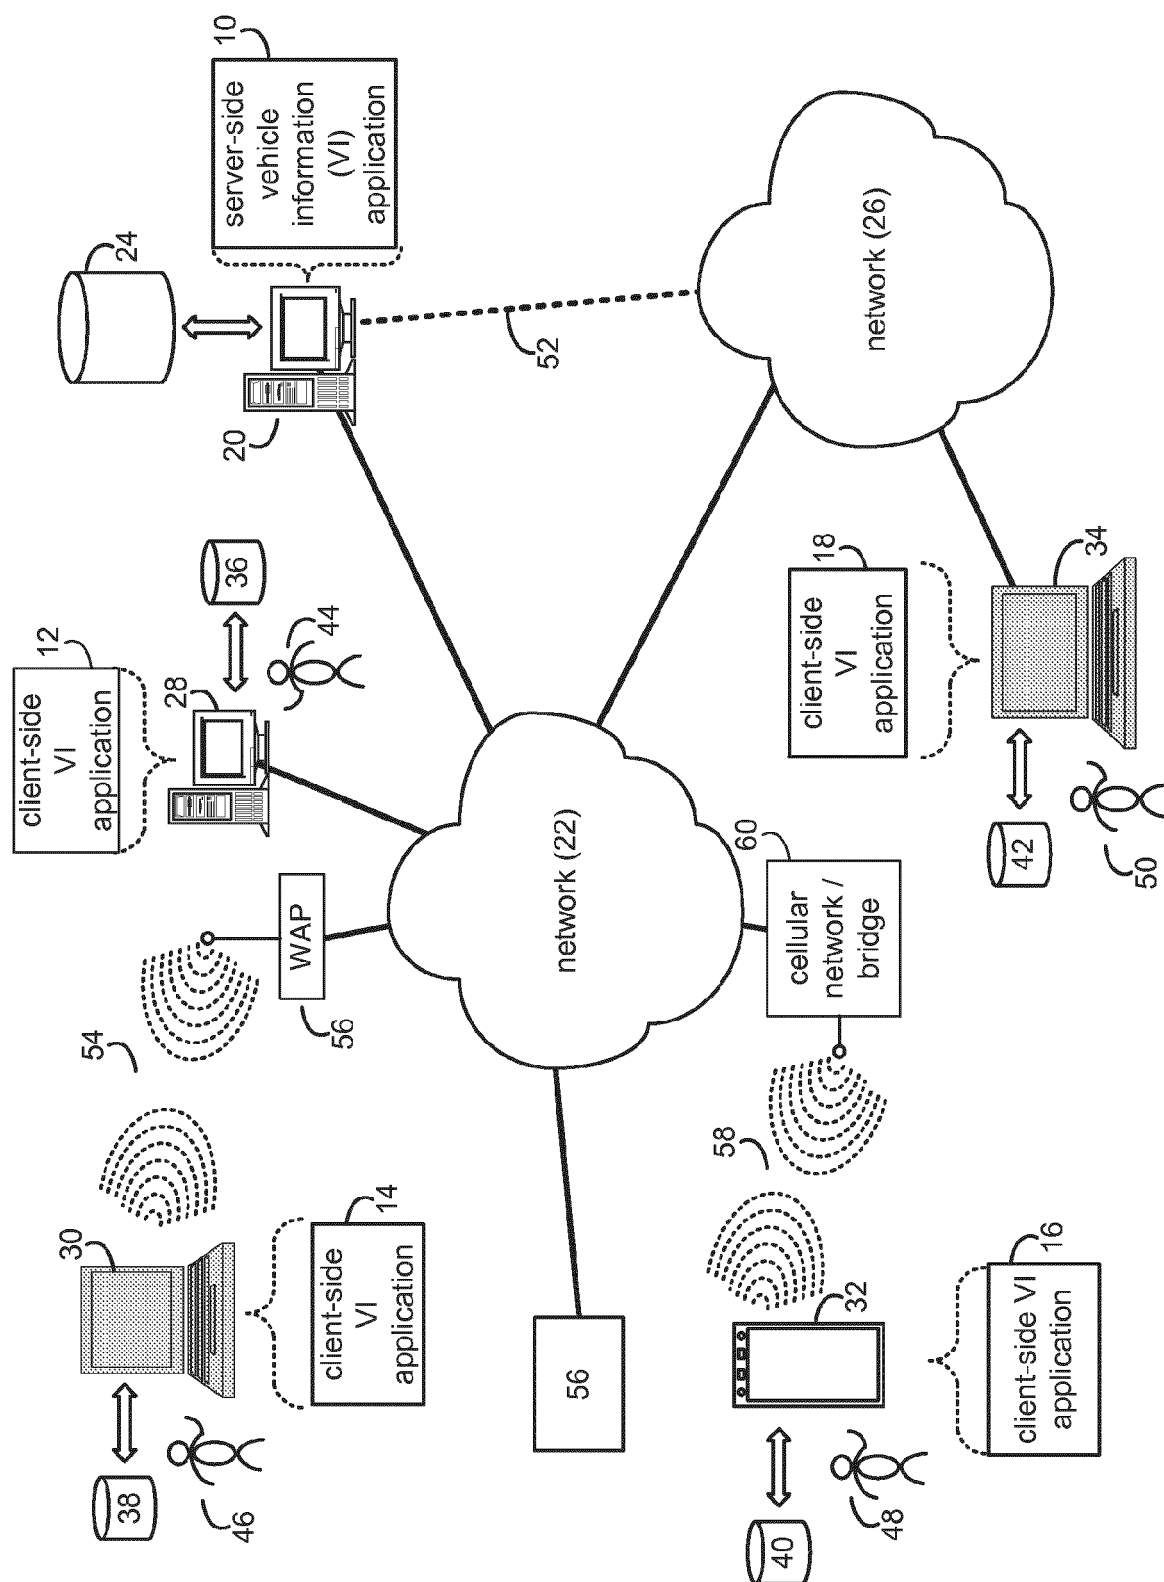 38
46
30
client-side
VI
application
14
54
WAP
56
client-side
VI
application
12
28
36
44
24
20
server-side
vehicle
information
(VI)
application
10
56
network (22)
52
network (26)
40
48
32
58
client-side VI
application
16
cellular
network /
bridge
60
client-side
VI
application
18
42
50
34